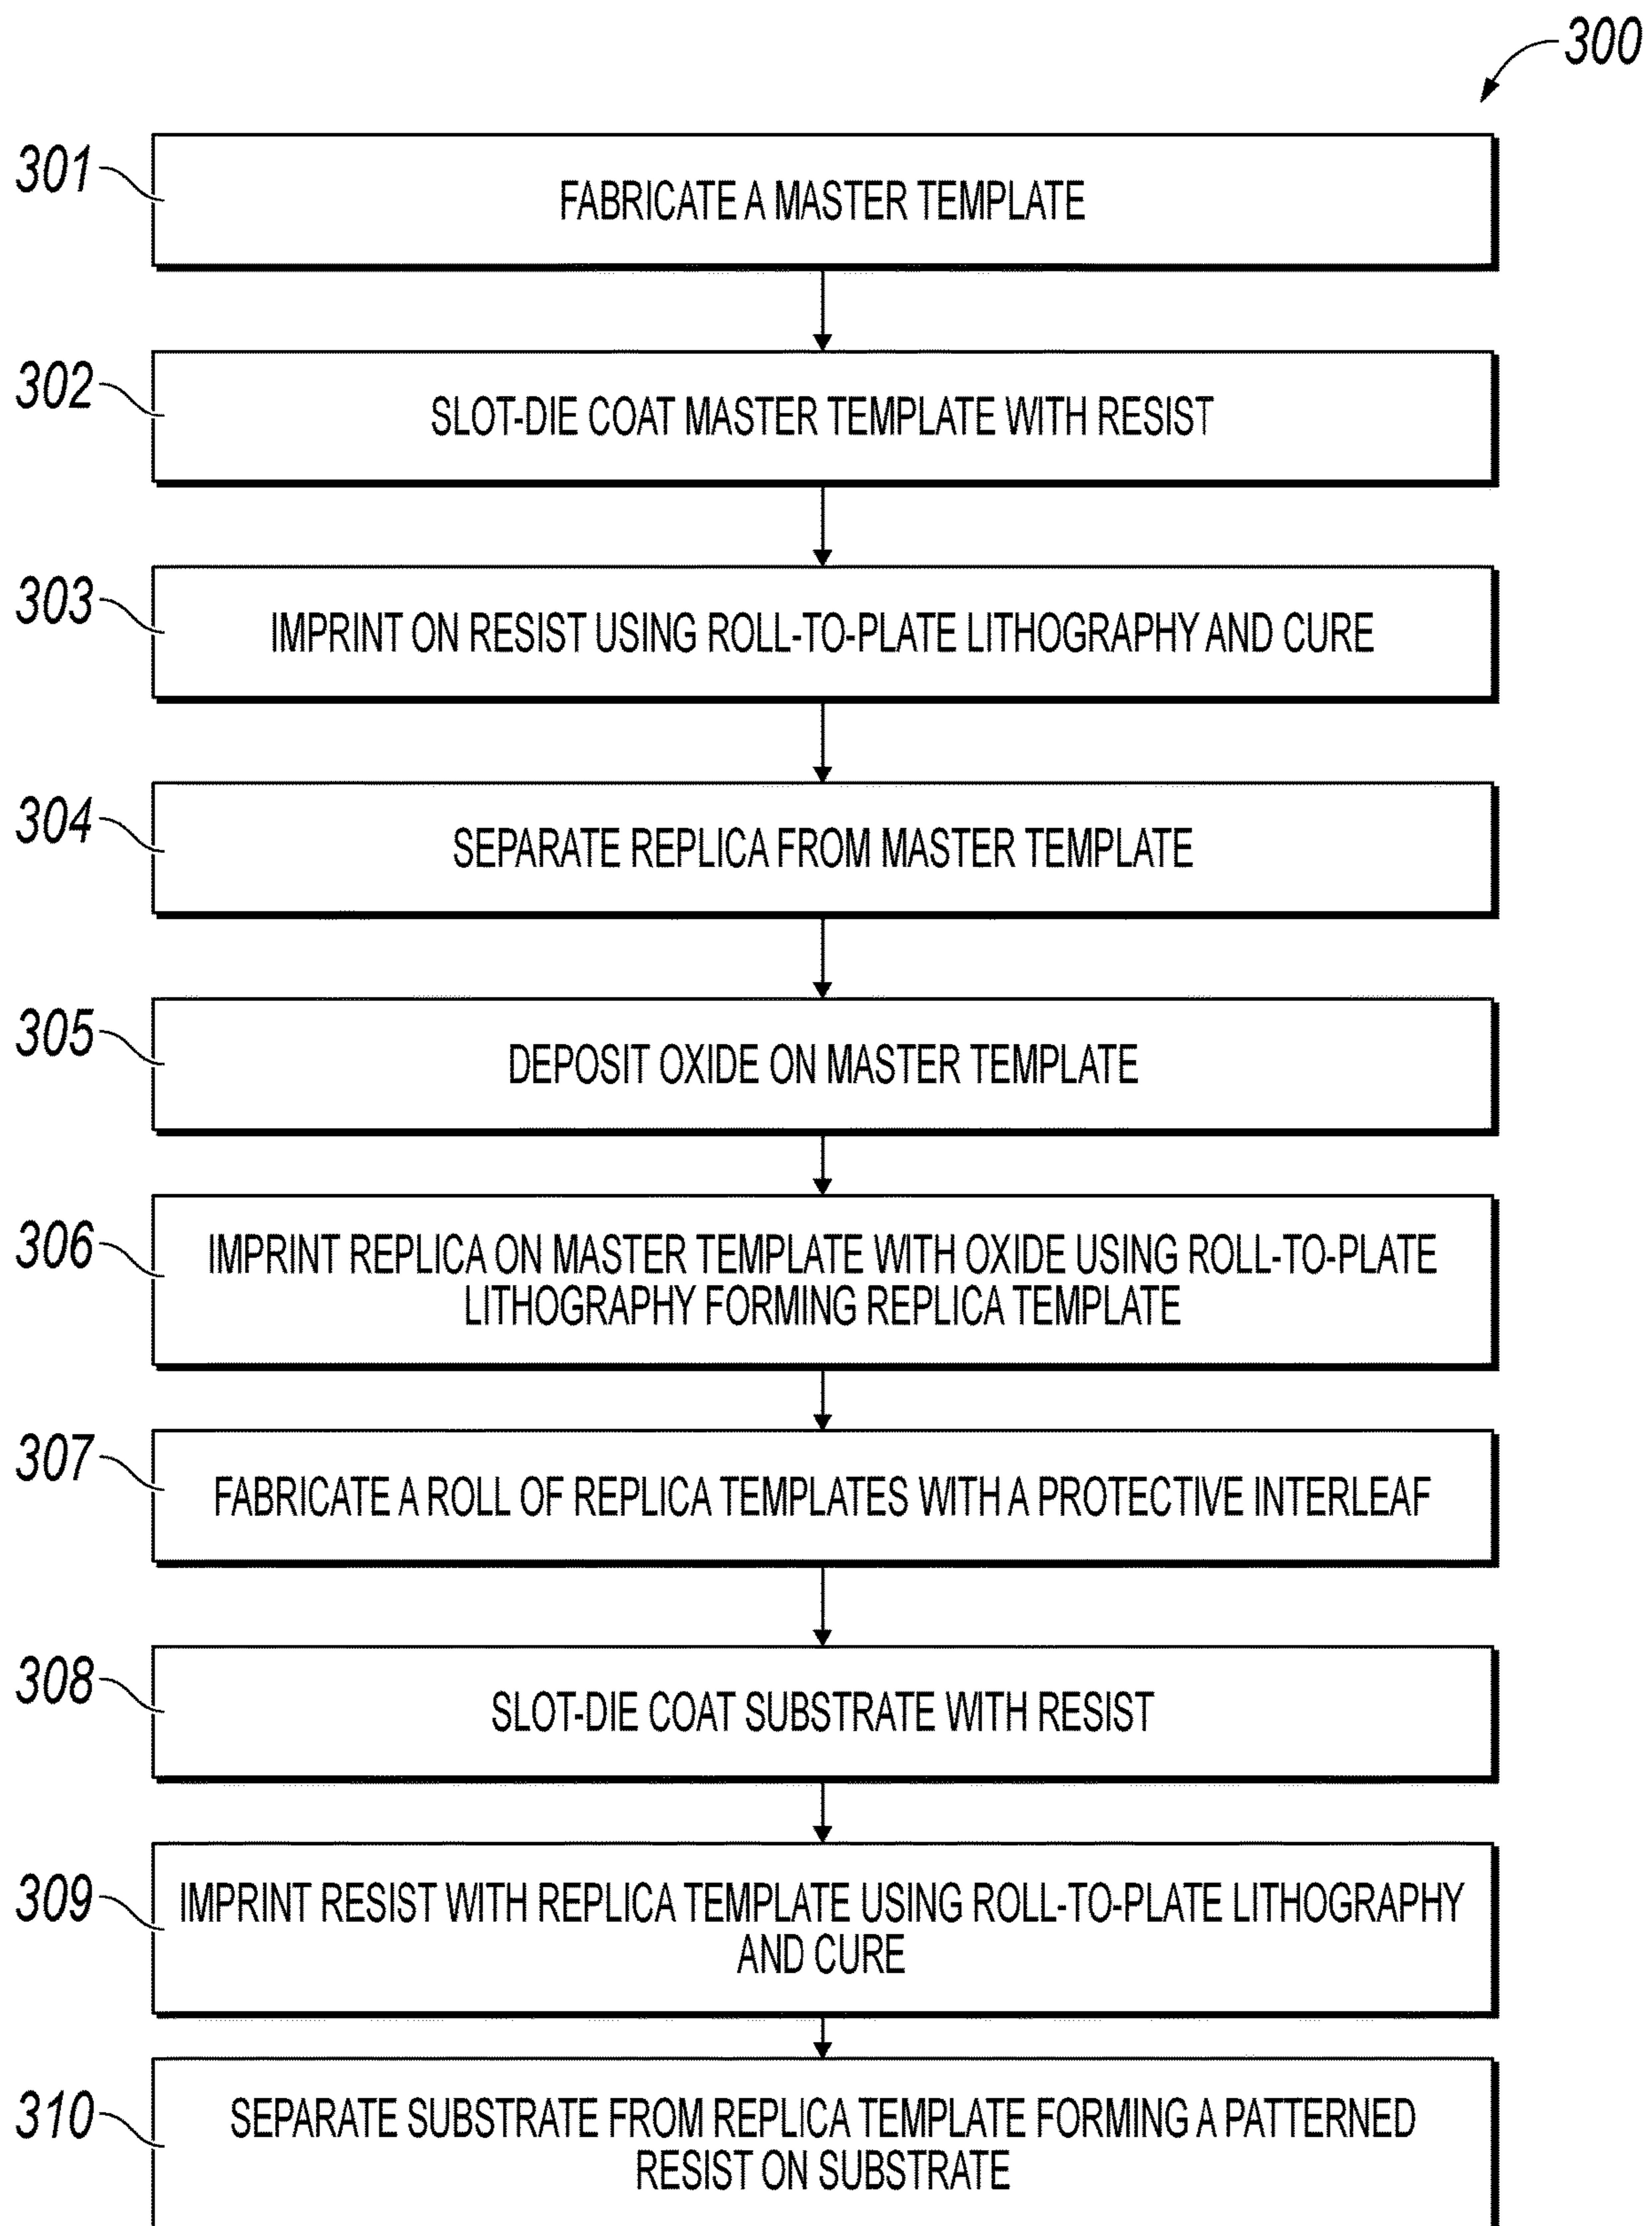 300
301
FABRICATE A MASTER TEMPLATE
302
SLOT-DIE COAT MASTER TEMPLATE WITH RESIST
303
IMPRINT ON RESIST USING ROLL-TO-PLATE LITHOGRAPHY AND CURE
304
SEPARATE REPLICA FROM MASTER TEMPLATE
305
DEPOSIT OXIDE ON MASTER TEMPLATE
306
IMPRINT REPLICA ON MASTER TEMPLATE WITH OXIDE USING ROLL-TO-PLATE
LITHOGRAPHY FORMING REPLICA TEMPLATE
307
FABRICATE A ROLL OF REPLICA TEMPLATES WITH A PROTECTIVE INTERLEAF
308
SLOT-DIE COAT SUBSTRATE WITH RESIST
309
IMPRINT RESIST WITH REPLICA TEMPLATE USING ROLL-TO-PLATE LITHOGRAPHY
AND CURE
310
SEPARATE SUBSTRATE FROM REPLICA TEMPLATE FORMING A PATTERNED
RESIST ON SUBSTRATE